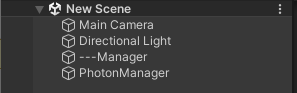 New Scene
Main Camera
Directional Light
---Manager
PhotonManager